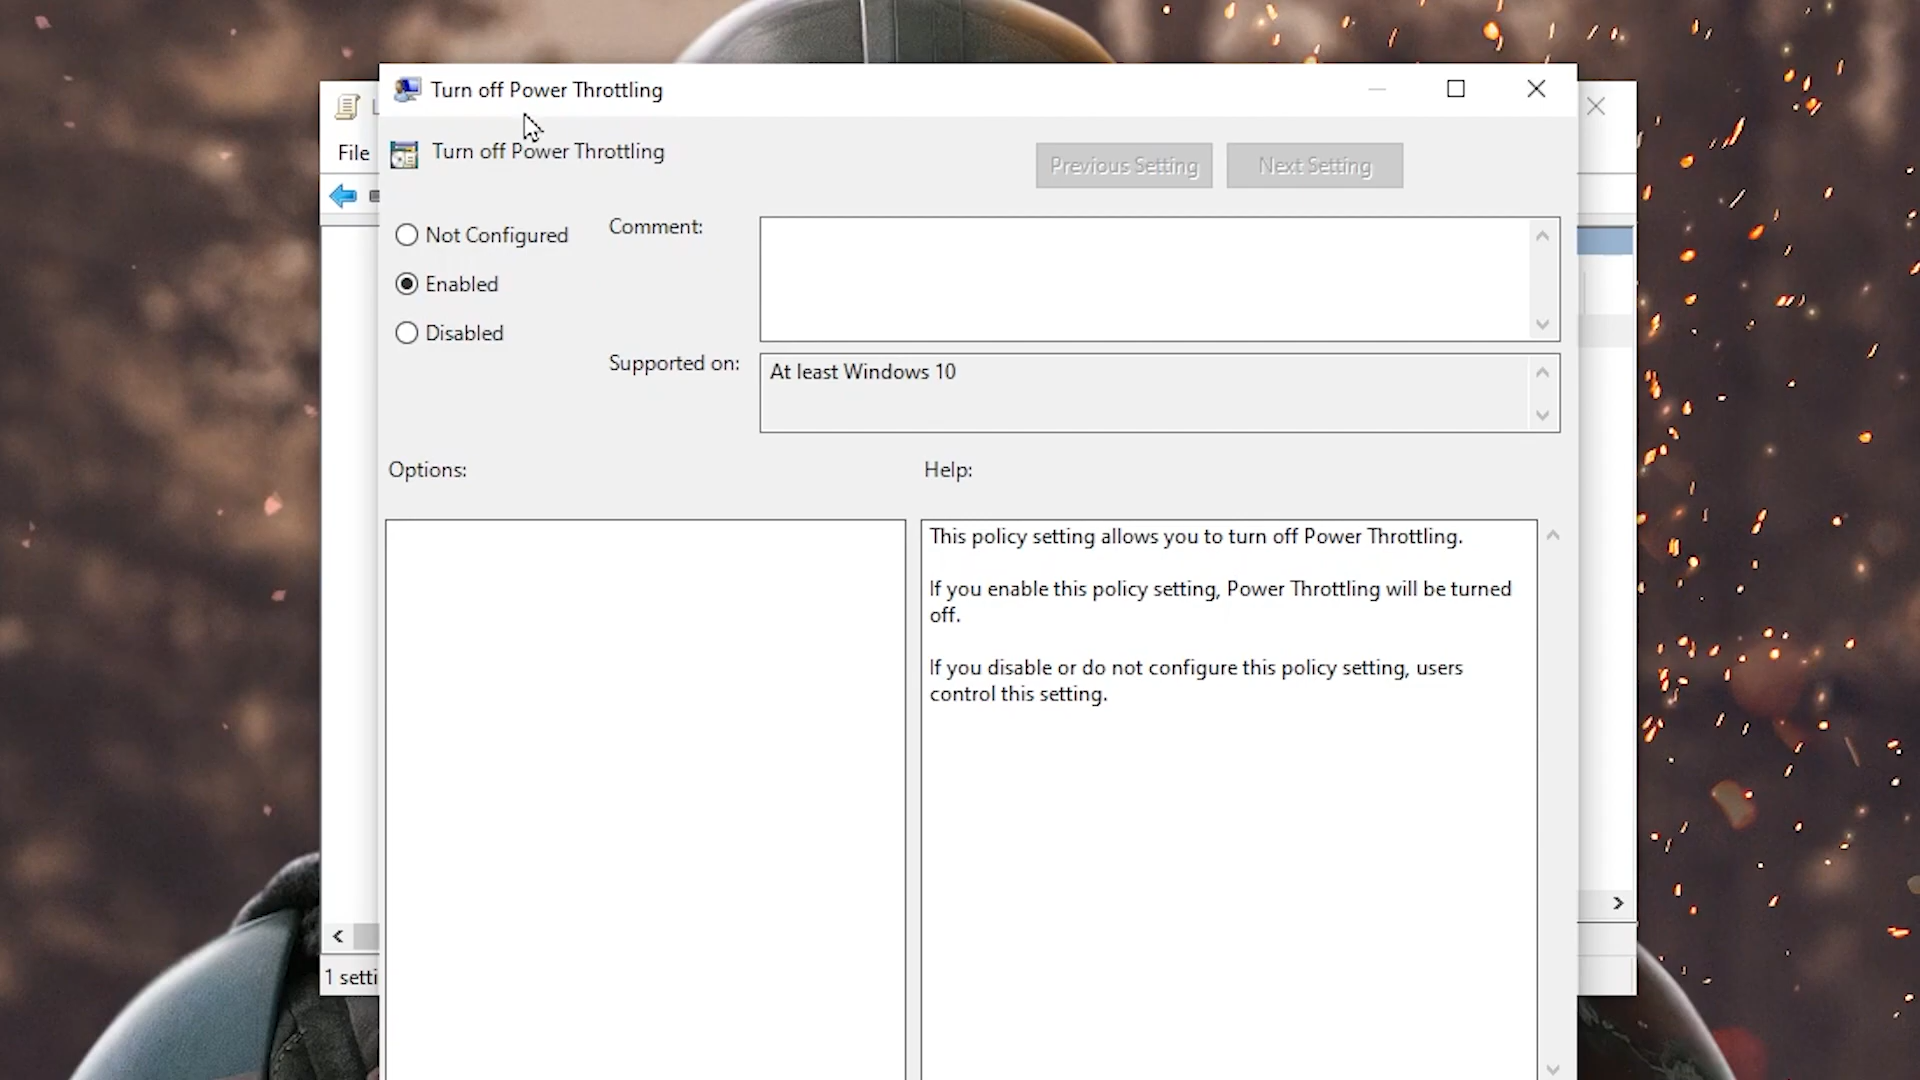 Turn off Power Throttling
Turn off Power Throttling
Previous Setting
Next Setting
File
Not Configured
Enabled
Disabled
Comment:
Supported on:
At least Windows 10
Options:
Help:
This policy setting allows you to turn off Power Throttling.
If you enable this policy setting, Power Throttling will be turned
off.
If you disable or do not configure this policy setting, users
control this setting.
1 setti